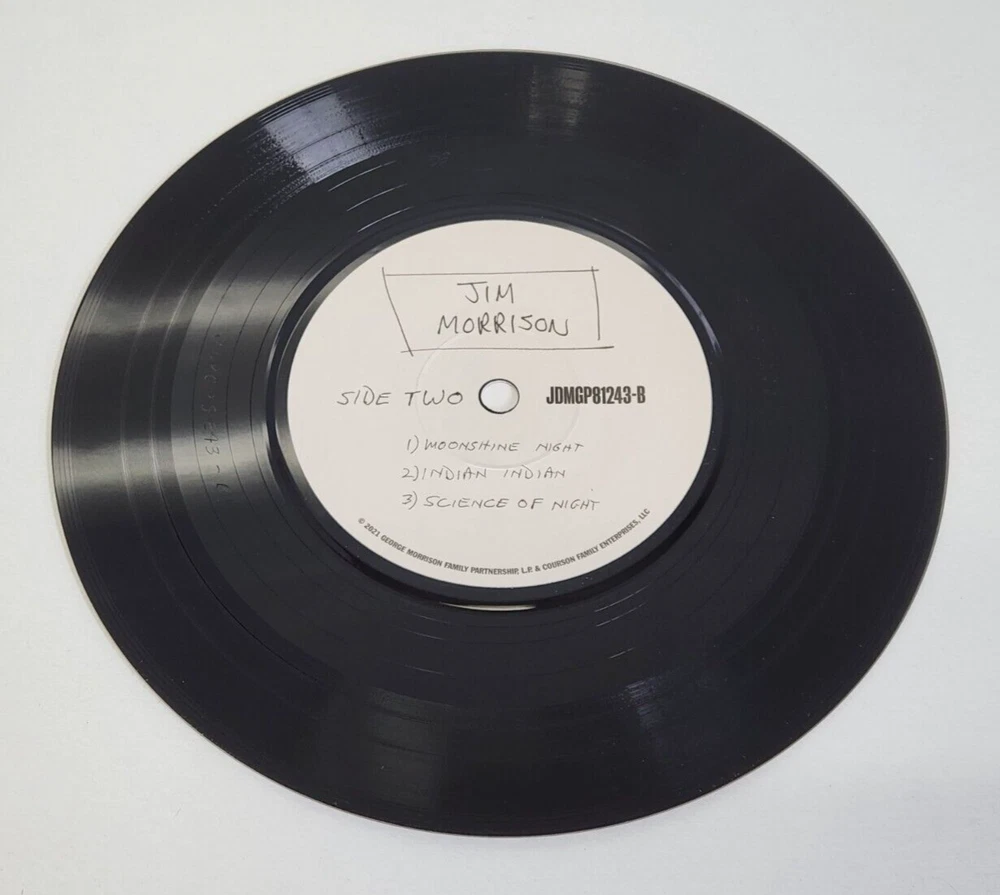 JIM
MORRISON
SIDE TWO JDMGP81243-B
1) MOONSHINE NIGHT
2) INDIAN INDIAN
3) SCIENCE OF NIGHT
© 2021 GEORGE MORRISON FAMILY PARTNERSHIP, L.P. & COURSON FAMILY ENTERPRISES, LLC